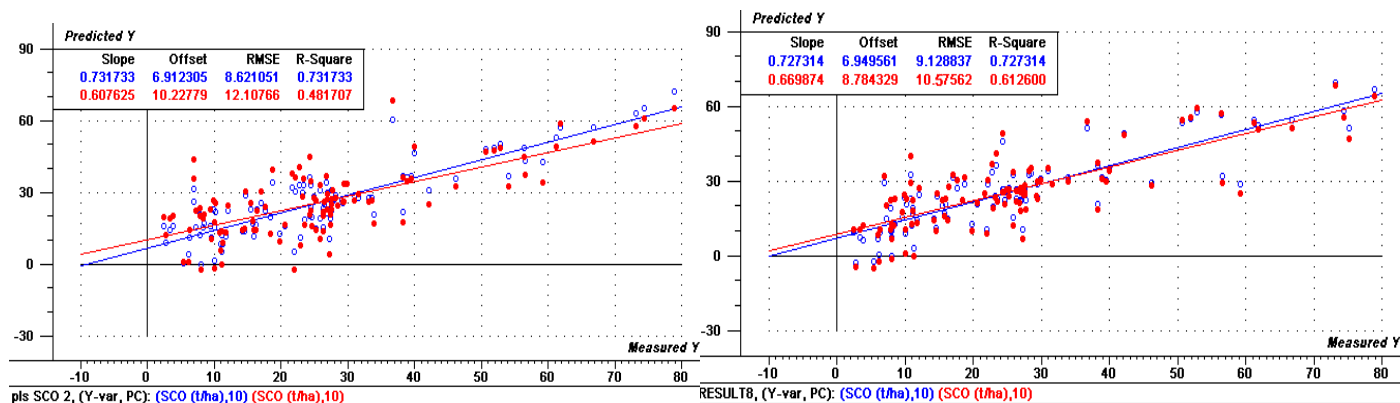 Predicted Y
90
Slope Offset RMSE R-Square
0.731733 6.912305 8.621051 0.731733
0.607625 10.22779 12.10766 0.481707
60
30
0
-30
Measured Y
-10 0 10 20 30 40 50 60 70 80
pls SCO 2, (Y-var, PC): (SCO (t/ha),10) (SCO (t/ha),10)
Predicted Y
90
Slope Offset RMSE R-Square
0.727314 6.949561 9.128837 0.727314
0.669874 8.784329 10.57562 0.612600
60
30
0
-30
Measured Y
-10 0 10 20 30 40 50 60 70 80
RESULT8, (Y-var, PC): (SCO (t/ha),10) (SCO (t/ha),10)